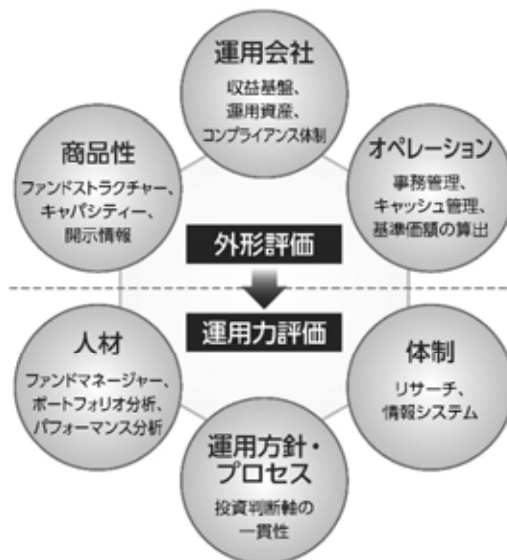 運用会社
収益基盤、
運用資産、
コンプライアンス体制
商品性
ファンドストラクチャー、
キャパシティー、
開示情報
オペレーション
事務管理、
キャッシュ管理、
基準価額の算出
外形評価
運用力評価
人材
ファンドマネージャー、
ポートフォリオ分析、
パフォーマンス分析
体制
リサーチ、
情報システム
運用方針・
プロセス
投資判断軸の
一貫性